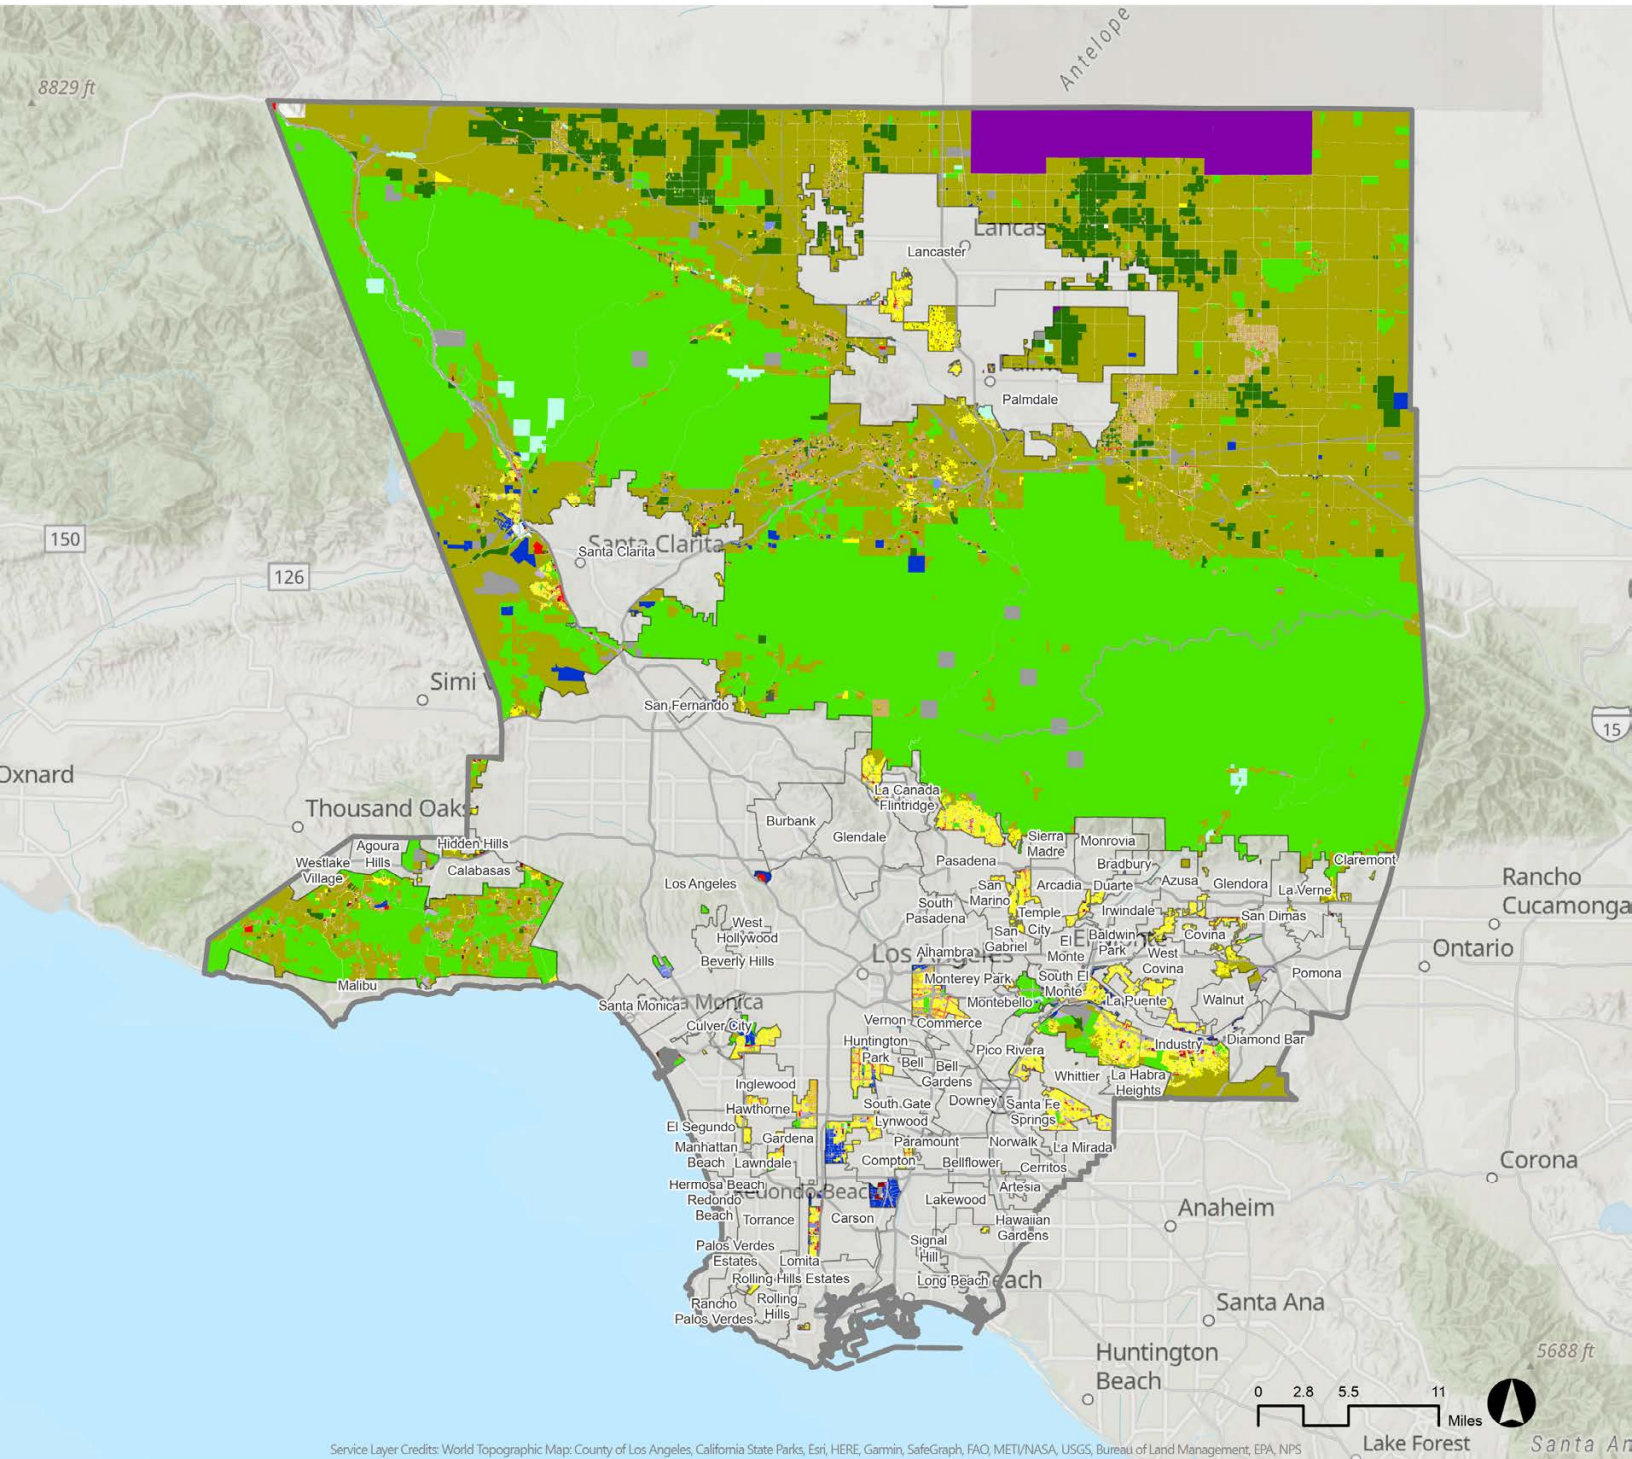 Antelope
8829 ft
Lancas
Lancaster
Palmdale
150
Santa Clarita
Santa Clarita
126
Simi V
San Fernando
15
Oxnard
Thousand Oaks
La Canada
Flintridge
Burbank
Glendale
Agoura
Hills
Hidden Hills
Westlake
Village
Calabasas
Sierra
Madre
Monrovia
Pasadena
Bradbury
Claremont
Los Angeles
San
Marino
Arcadia
Duarte
Azusa
Glendora
La Verne
Rancho
Cucamonga
South
Pasadena
Temple
City
Irwindale
San Dimas
West
Hollywood
San
Gabriel
El
Monte
Baldwin
Park
Covina
Ontario
Beverly Hills
Los Angeles
Alhambra
West
Covina
Monterey Park
South El
Monte
Pomona
Malibu
Santa Monica
Santa Monica
Montebello
La Puente
Walnut
Culver City
Vernon
Commerce
Huntington
Park
Bell
Bell
Gardens
Pico Rivera
Industry
Diamond Bar
Whittier
La Habra
Heights
Inglewood
Hawthorne
South Gate
Downey
Santa Fe
Springs
El Segundo
Lynwood
Manhattan
Beach
Gardena
Paramount
Norwalk
La Mirada
Lawndale
Compton
Bellflower
Cerritos
Corona
Hermosa Beach
Redondo Beach
Artesia
Redondo
Beach
Lakewood
Torrance
Carson
Hawaiian
Gardens
Anaheim
Palos Verdes
Estates
Lomita
Signal
Hill
Rolling Hills Estates
Long Beach
Beach
Rancho
Palos Verdes
Rolling
Hills
Santa Ana
Huntington
Beach
5688 ft
0 2.8 5.5 11
Miles
Lake Forest
Santa An
Service Layer Credits: World Topographic Map: County of Los Angeles, California State Parks, Esri, HERE, Garmin, SafeGraph, FAO, METI/NASA, USGS, Bureau of Land Management, EPA, NPS